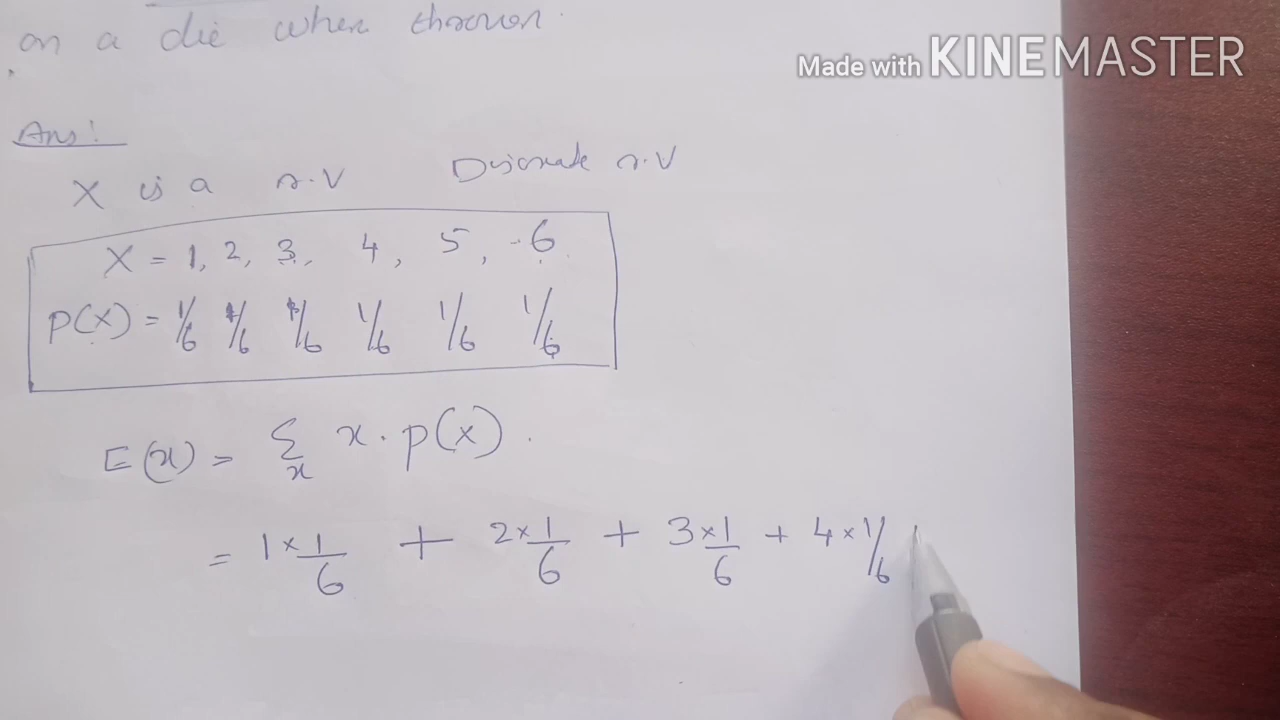 on a die when thrown.
Made with KINEMASTER
Ans:
X is a r.V Discrete r.V
X = 1, 2, 3, 4, 5, 6
P(X) = 1/6 1/6 1/6 1/6 1/6 1/6
E(x) = Σx x · p(x)
= 1 × 1/6 + 2 × 1/6 + 3 × 1/6 + 4 × 1/6